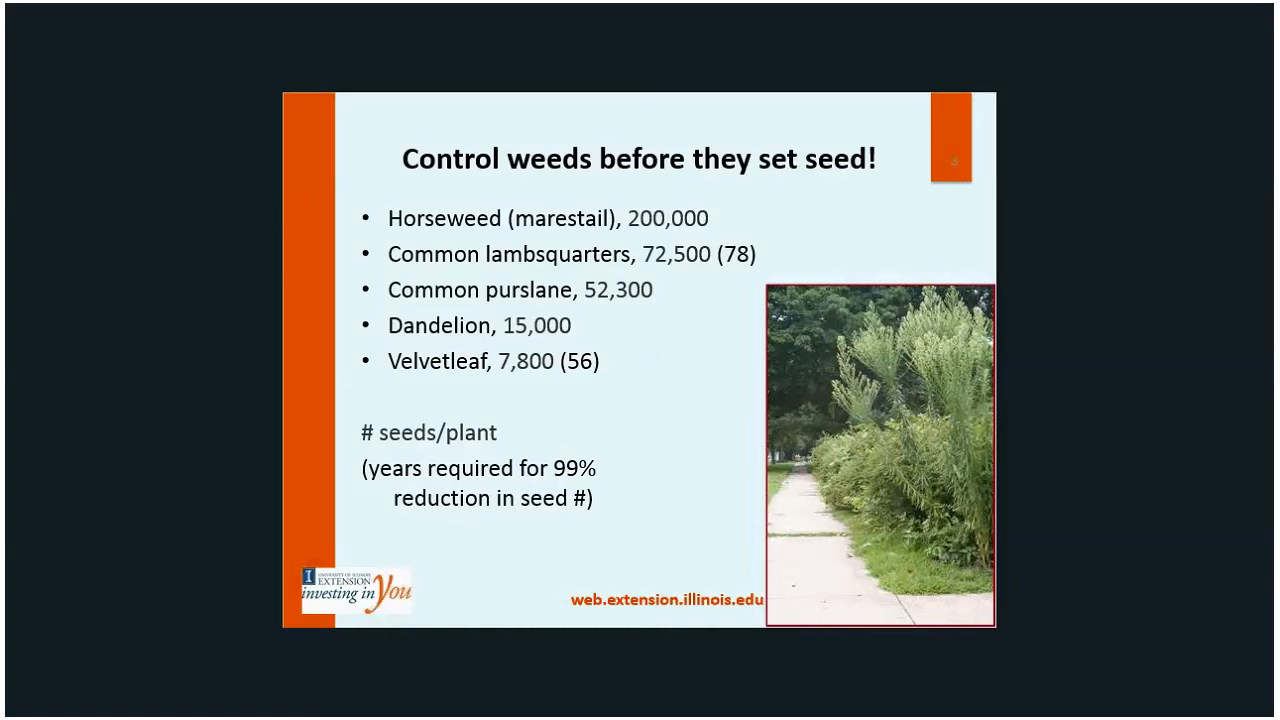 Control weeds before they set seed!
3
• Horseweed (marestail), 200,000
• Common lambsquarters, 72,500 (78)
• Common purslane, 52,300
• Dandelion, 15,000
• Velvetleaf, 7,800 (56)
# seeds/plant
(years required for 99%
reduction in seed #)
I UNIVERSITY OF ILLINOIS
EXTENSION
investing in You
web.extension.illinois.edu